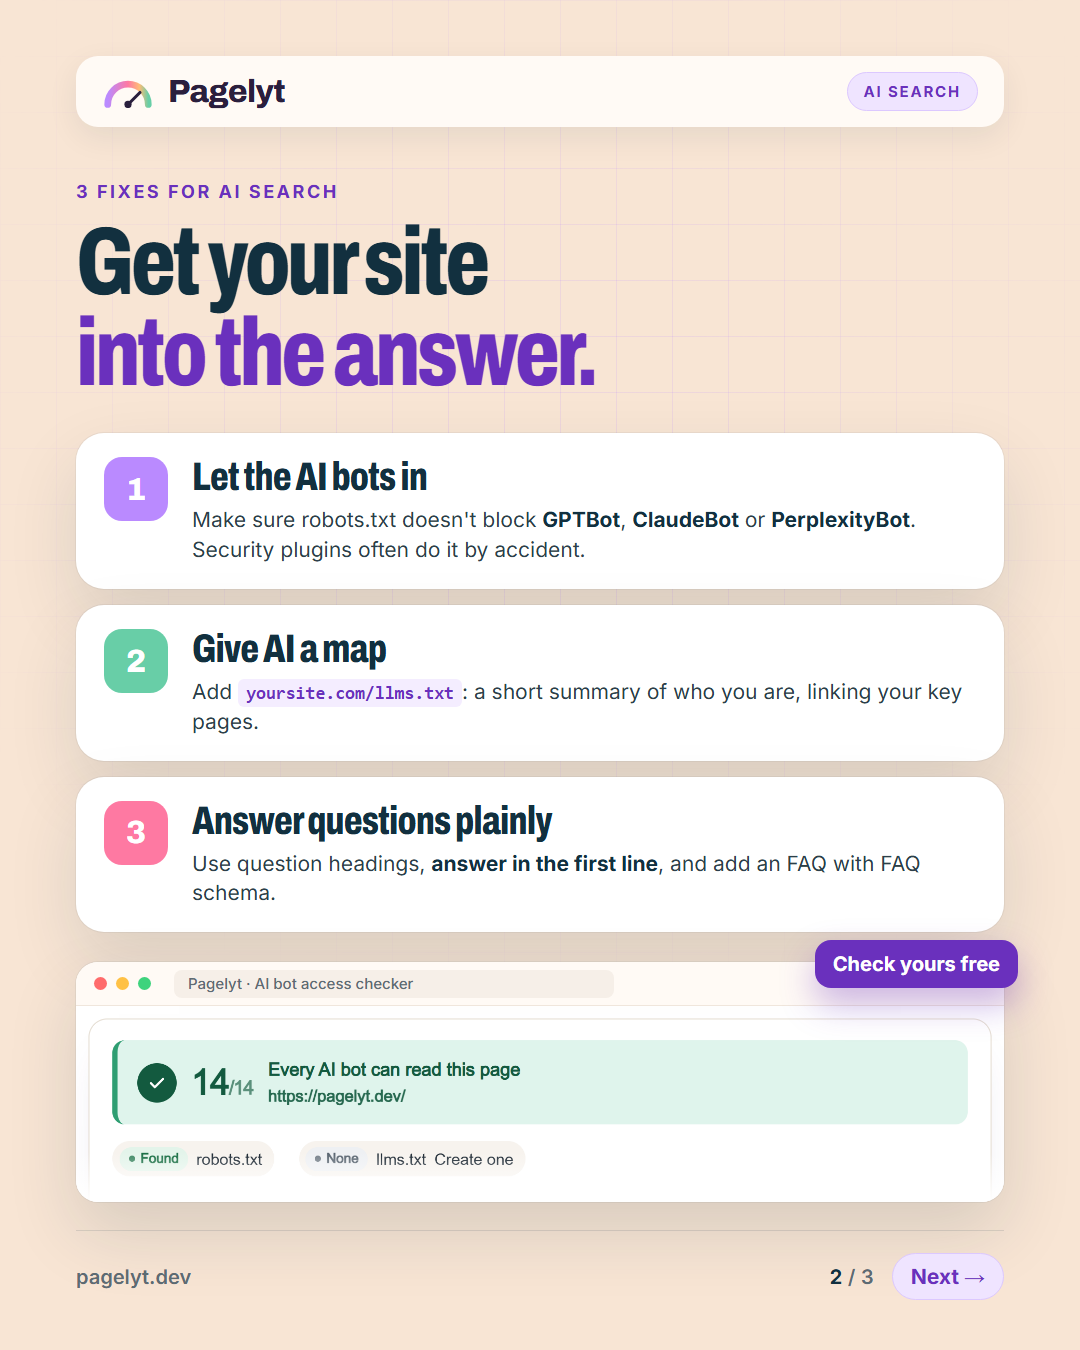 Pagelyt
AI SEARCH
3 FIXES FOR AI SEARCH
Get your site
into the answer.
1
Let the AI bots in
Make sure robots.txt doesn't block GPTBot, ClaudeBot or PerplexityBot.
Security plugins often do it by accident.
2
Give AI a map
Add yoursite.com/llms.txt: a short summary of who you are, linking your key
pages.
3
Answer questions plainly
Use question headings, answer in the first line, and add an FAQ with FAQ
schema.
Check yours free
Pagelyt · AI bot access checker
14/14
Every AI bot can read this page
https://pagelyt.dev/
Found robots.txt
None llms.txt Create one
pagelyt.dev
2 / 3
Next →